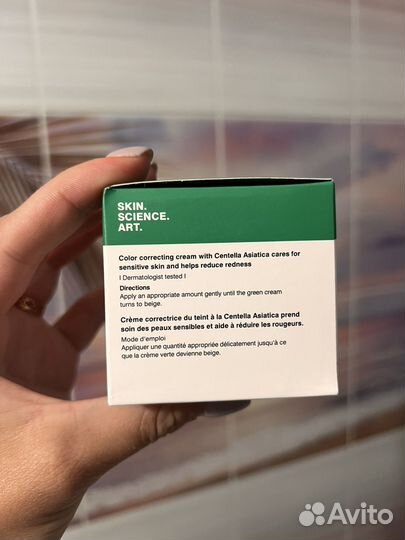 SKIN.
SCIENCE.
ART.
Color correcting cream with Centella Asiatica cares for
sensitive skin and helps reduce redness
I Dermatologist tested I
Directions
Apply an appropriate amount gently until the green cream
turns to beige.
Crème correctrice du teint à la Centella Asiatica prend
soin des peaux sensibles et aide à réduire les rougeurs.
Mode d'emploi
Appliquer une quantité appropriée délicatement jusqu'à ce
que la crème verte devienne beige.
Avito